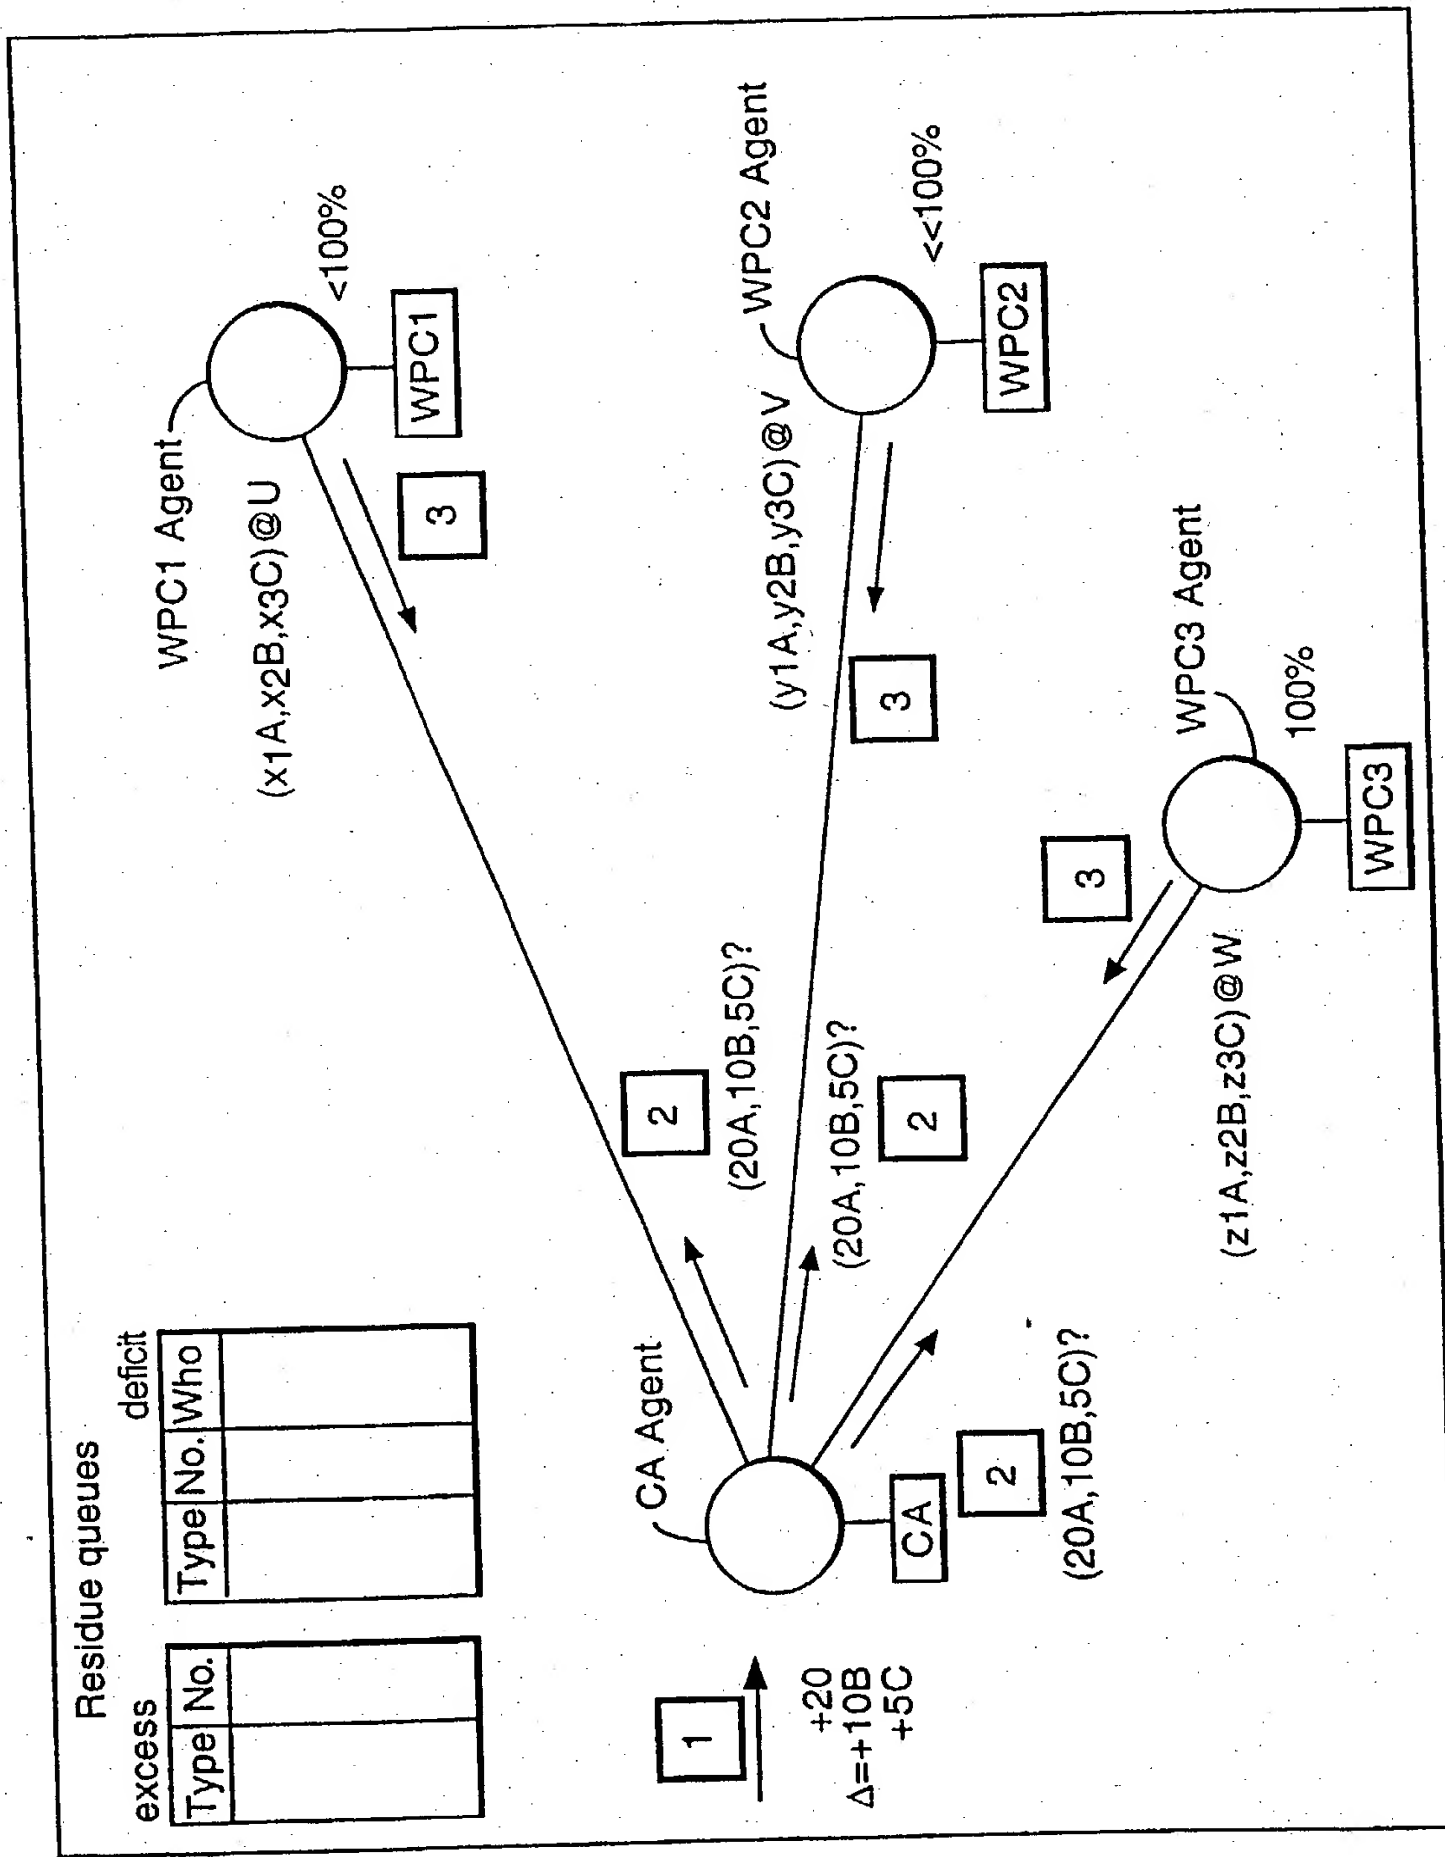 Residue queues
excess
Type No.
deficit
Type No. Who
1
+20
Δ=+10B
+5C
CA Agent
CA
2
(20A,10B,5C)?
2
(20A,10B,5C)?
2
(20A,10B,5C)?
WPC1 Agent
(x1A,x2B,x3C)@U
<100%
WPC1
3
WPC2 Agent
(y1A,y2B,y3C)@V
<<100%
WPC2
3
WPC3 Agent
(z1A,z2B,z3C)@W
100%
WPC3
3